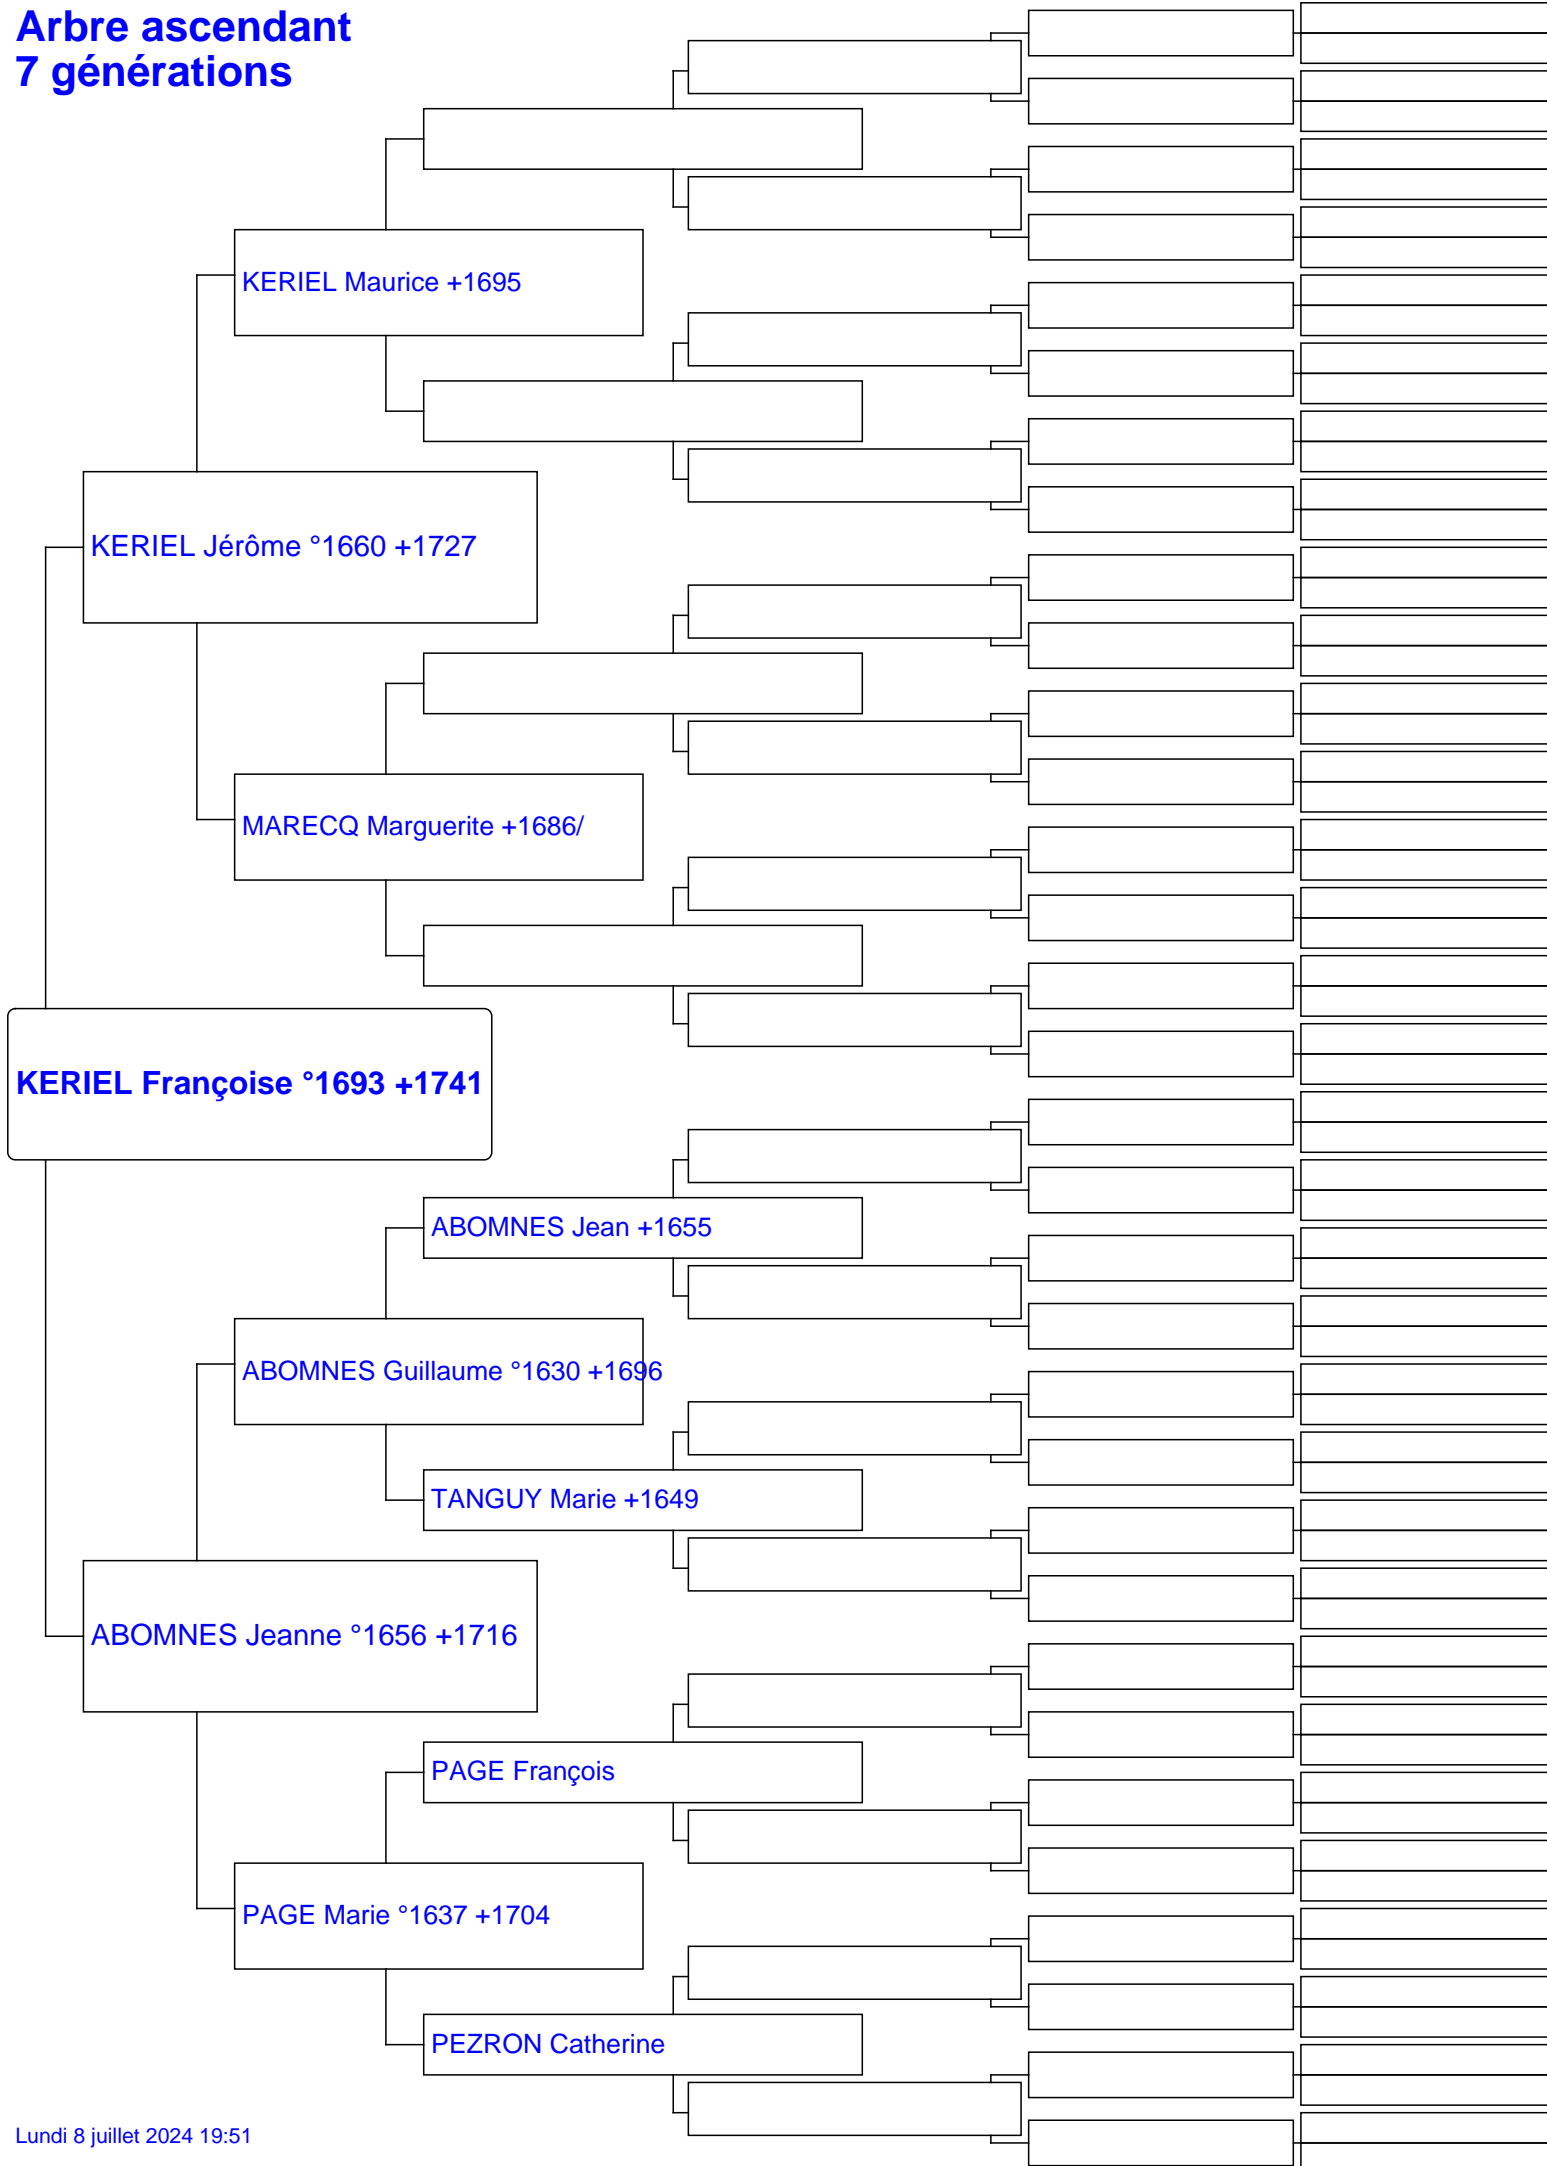 Arbre ascendant
7 générations
KERIEL Maurice +1695
KERIEL Jérôme °1660 +1727
MARECQ Marguerite +1686/
KERIEL Françoise °1693 +1741
ABOMNES Jean +1655
ABOMNES Guillaume °1630 +1696
TANGUY Marie +1649
ABOMNES Jeanne °1656 +1716
PAGE François
PAGE Marie °1637 +1704
PEZRON Catherine
Lundi 8 juillet 2024 19:51